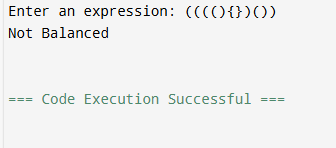 Enter an expression: (((()​{})())
Not Balanced
=== Code Execution Successful ===